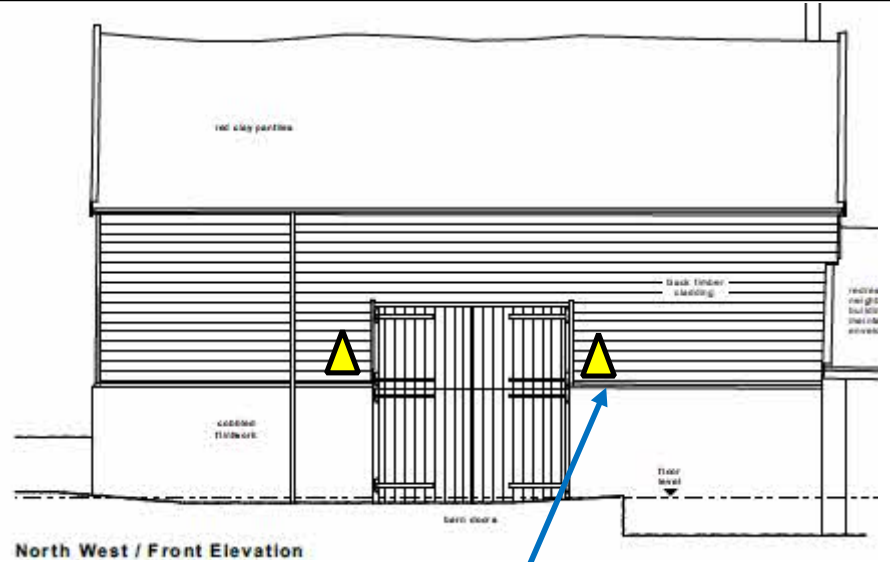 red clay pantiles
black timber
cladding
cobbled
flintwork
floor
level
barn doors
North West / Front Elevation